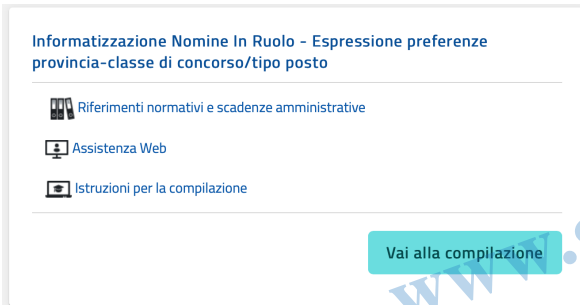 Informatizzazione Nomine In Ruolo - Espressione preferenze
provincia-classe di concorso/tipo posto
Riferimenti normativi e scadenze amministrative
Assistenza Web
Istruzioni per la compilazione
Vai alla compilazione
www.